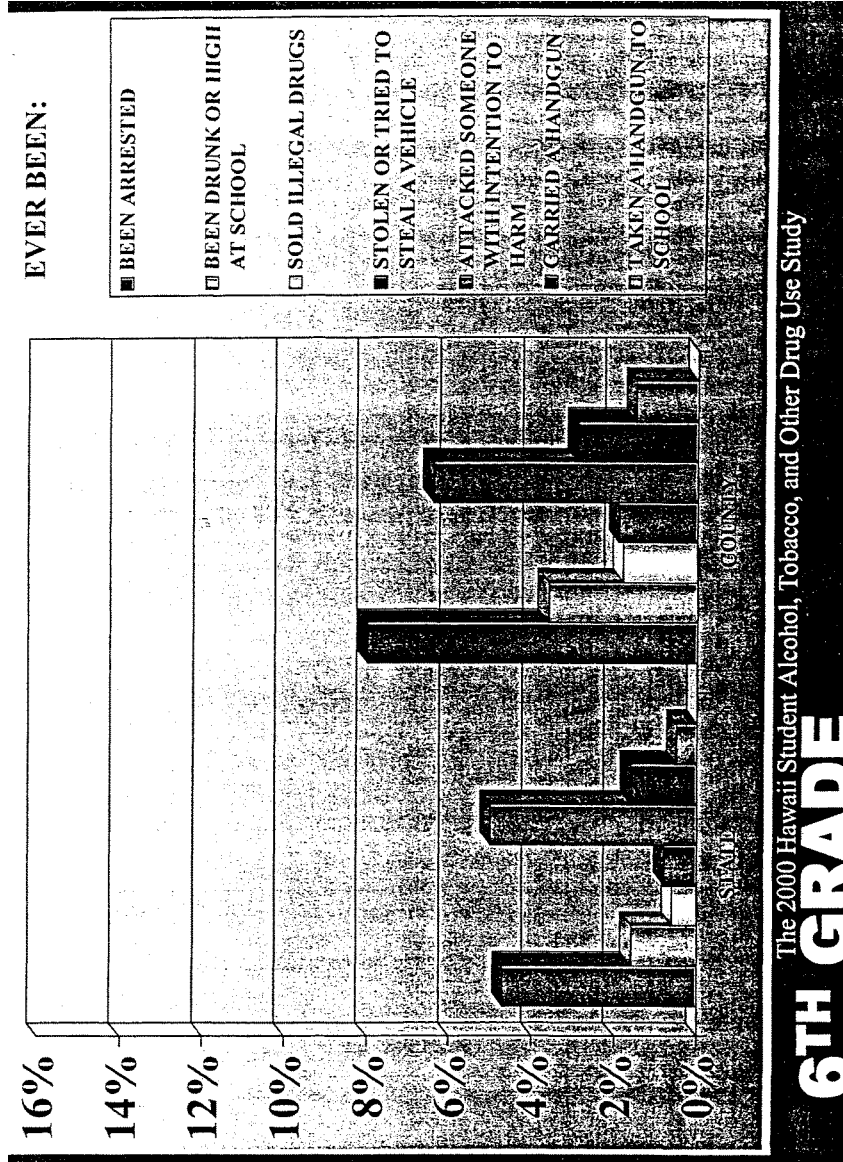 EVER BEEN:
BEEN ARRESTED
BEEN DRUNK OR HIGH
AT SCHOOL
SOLD ILLEGAL DRUGS
STOLEN OR TRIED TO
STEAL A VEHICLE
ATTACKED SOMEONE
WITH INTENTION TO
HARM
CARRIED A HANDGUN
TAKEN A HANDGUN TO
SCHOOL
16%
14%
12%
10%
8%
6%
4%
2%
0%
STATE
COUNTY
The 2000 Hawaii Student Alcohol, Tobacco, and Other Drug Use Study
6TH GRADE